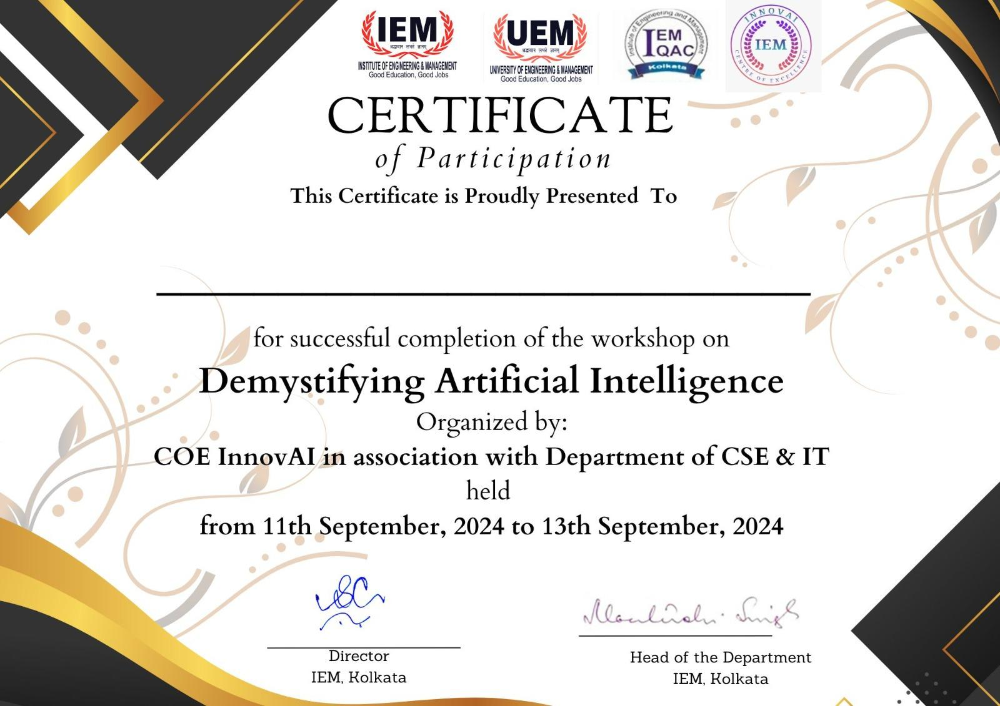 IEM
श्रद्धावान लभते ज्ञानम्
INSTITUTE OF ENGINEERING & MANAGEMENT
Good Education, Good Jobs
UEM
श्रद्धावान लभते ज्ञानम्
UNIVERSITY OF ENGINEERING & MANAGEMENT
Good Education, Good Jobs
Institute of Engineering and Management
IEM
IQAC
Kolkata
INNOVAI
IEM
CENTRE OF EXCELLENCE
CERTIFICATE
of Participation
This Certificate is Proudly Presented To
for successful completion of the workshop on
Demystifying Artificial Intelligence
Organized by:
COE InnovAI in association with Department of CSE & IT
held
from 11th September, 2024 to 13th September, 2024
Director
IEM, Kolkata
Head of the Department
IEM, Kolkata